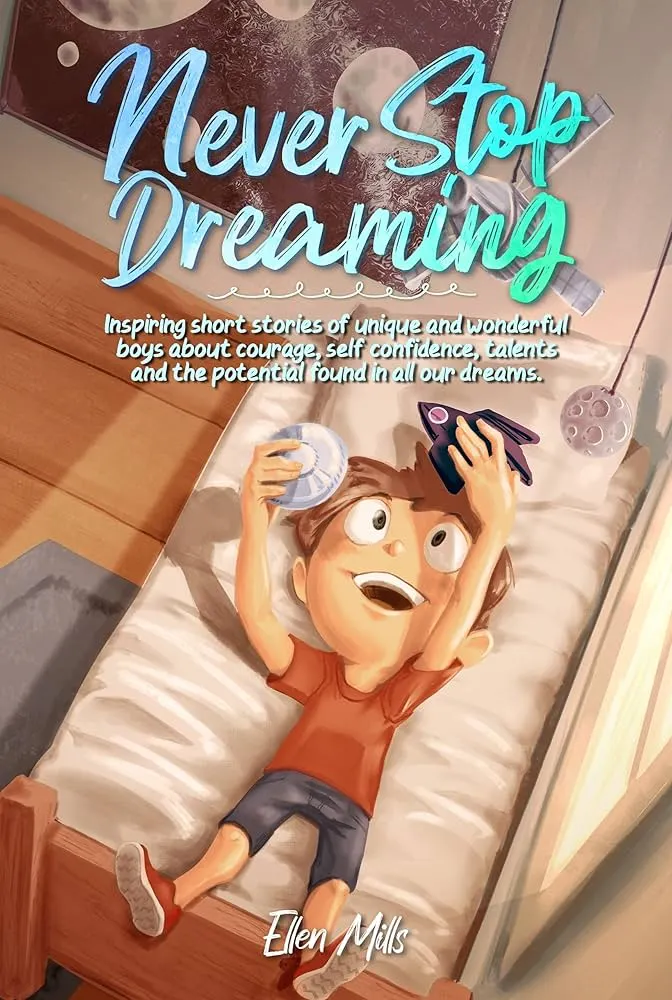 Never Stop
Dreaming
Inspiring short stories of unique and wonderful
boys about courage, self confidence, talents
and the potential found in all our dreams.
Ellen Mills